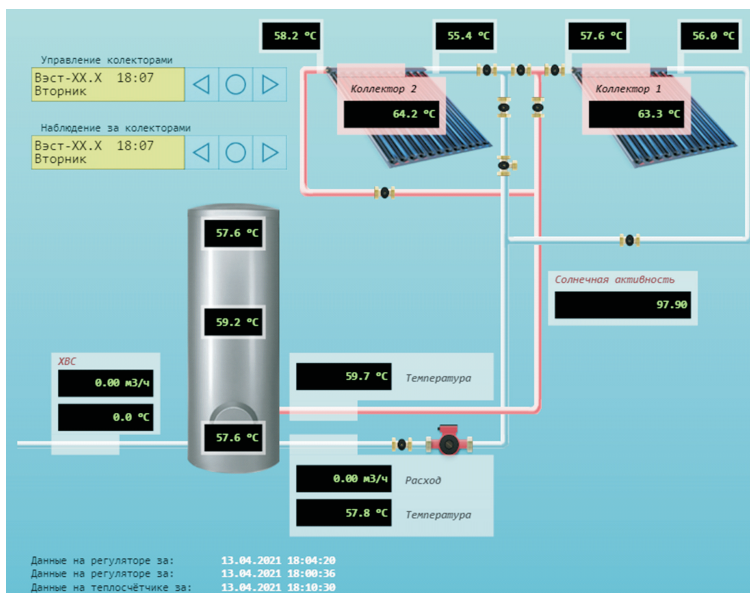 58.2 °C
55.4 °C
57.6 °C
56.0 °C
Управление колекторами
Вэст-XX.X 18:07
Вторник
Коллектор 2
64.2 °C
Коллектор 1
63.3 °C
Наблюдение за колекторами
Вэст-XX.X 18:07
Вторник
57.6 °C
Солнечная активность
97.90
59.2 °C
ХВС
0.00 м3/ч
0.0 °C
59.7 °C Температура
57.6 °C
0.00 м3/ч Расход
57.8 °C Температура
Данные на регуляторе за: 13.04.2021 18:04:20
Данные на регуляторе за: 13.04.2021 18:00:36
Данные на теплосчётчике за: 13.04.2021 18:10:30